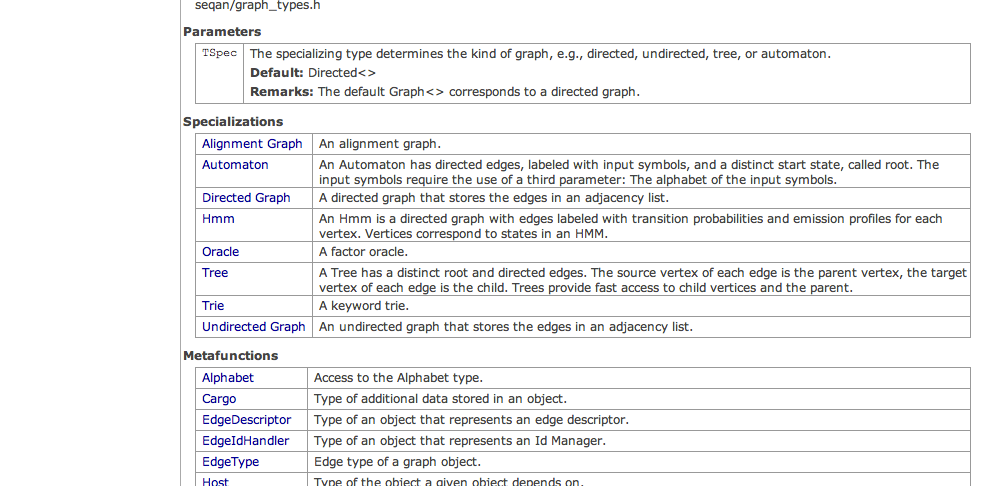 seqan/graph_types.h
Parameters
TSpec The specializing type determines the kind of graph, e.g., directed, undirected, tree, or automaton.
Default: Directed<>
Remarks: The default Graph<> corresponds to a directed graph.
Specializations
Alignment Graph An alignment graph.
Automaton An Automaton has directed edges, labeled with input symbols, and a distinct start state, called root. The
input symbols require the use of a third parameter: The alphabet of the input symbols.
Directed Graph A directed graph that stores the edges in an adjacency list.
Hmm An Hmm is a directed graph with edges labeled with transition probabilities and emission profiles for each
vertex. Vertices correspond to states in an HMM.
Oracle A factor oracle.
Tree A Tree has a distinct root and directed edges. The source vertex of each edge is the parent vertex, the target
vertex of each edge is the child. Trees provide fast access to child vertices and the parent.
Trie A keyword trie.
Undirected Graph An undirected graph that stores the edges in an adjacency list.
Metafunctions
Alphabet Access to the Alphabet type.
Cargo Type of additional data stored in an object.
EdgeDescriptor Type of an object that represents an edge descriptor.
EdgeIdHandler Type of an object that represents an Id Manager.
EdgeType Edge type of a graph object.
Host Type of the object a given object depends on.